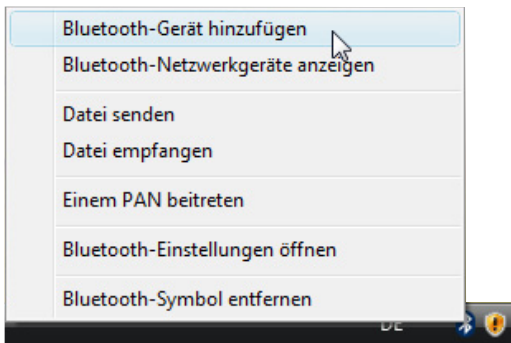 Bluetooth-Gerät hinzufügen
Bluetooth-Netzwerkgeräte anzeigen
Datei senden
Datei empfangen
Einem PAN beitreten
Bluetooth-Einstellungen öffnen
Bluetooth-Symbol entfernen
DE